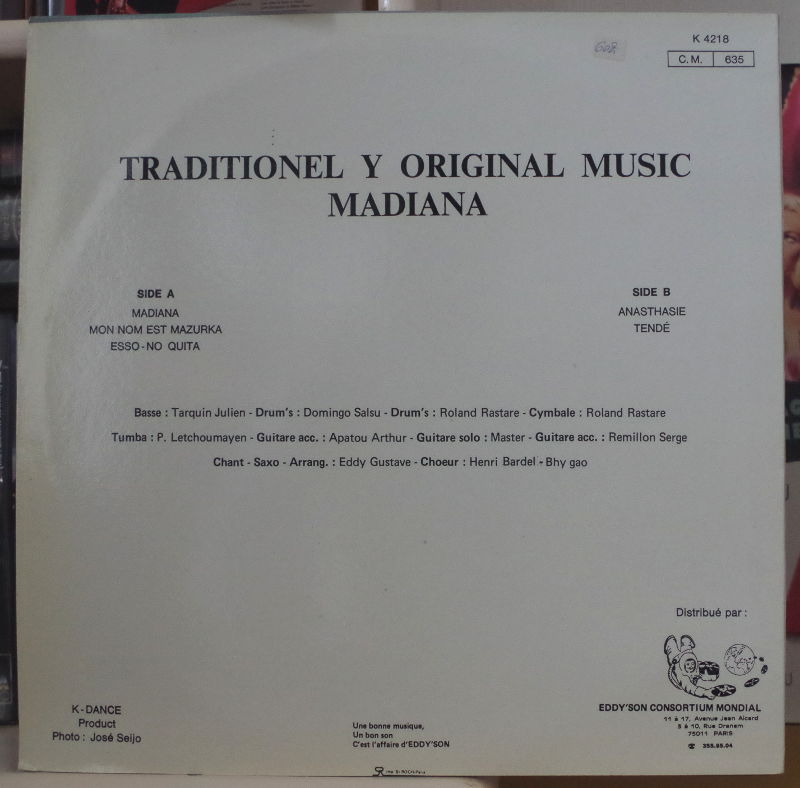 K 4218
C.M. 635
TRADITIONEL Y ORIGINAL MUSIC
MADIANA
SIDE A
MADIANA
MON NOM EST MAZURKA
ESSO-NO QUITA
SIDE B
ANASTHASIE
TENDÉ
Basse : Tarquin Julien - Drum's : Domingo Salsu - Drum's : Roland Rastare - Cymbale : Roland Rastare
Tumba : P. Letchoumayen - Guitare acc. : Apatou Arthur - Guitare solo : Master - Guitare acc. : Remillon Serge
Chant - Saxo - Arrang. : Eddy Gustave - Choeur : Henri Bardel - Bhy gao
Distribué par :
EDDY'SON CONSORTIUM MONDIAL
11 à 17, Avenue Jean Aicard
5 à 10, Rue Dranem
75011 PARIS
☎ 355.95.04
K-DANCE
Product
Photo : José Seijo
Une bonne musique,
Un bon son
C'est l'affaire d'EDDY'SON